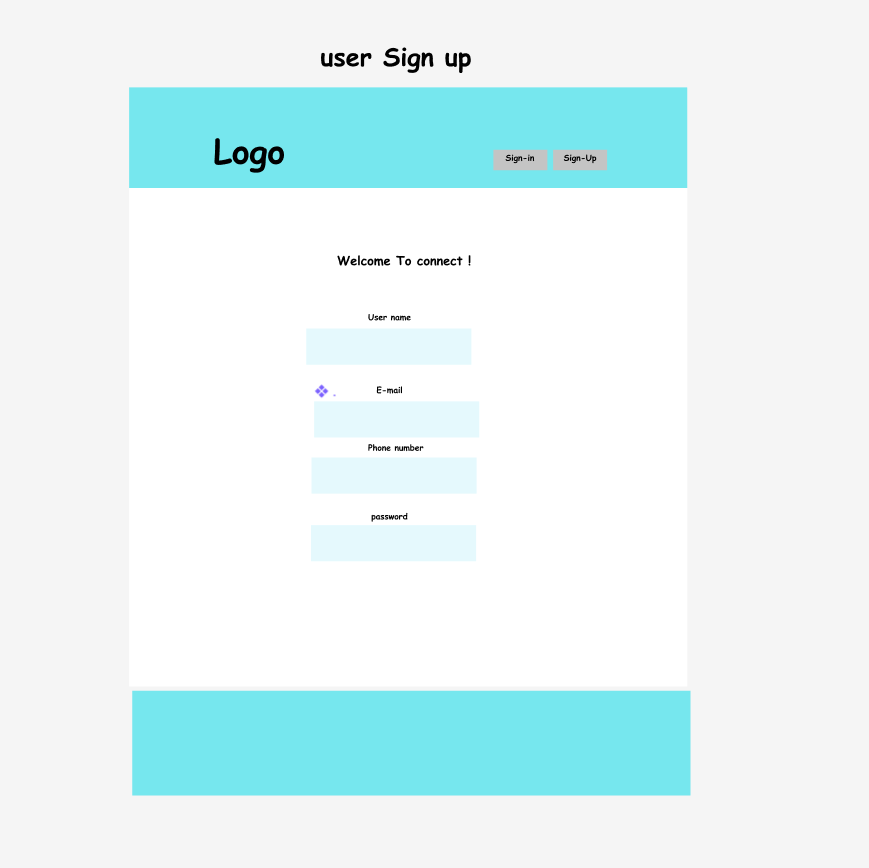 user Sign up
Logo
Sign-in
Sign-Up
Welcome To connect !
User name
E-mail
Phone number
password